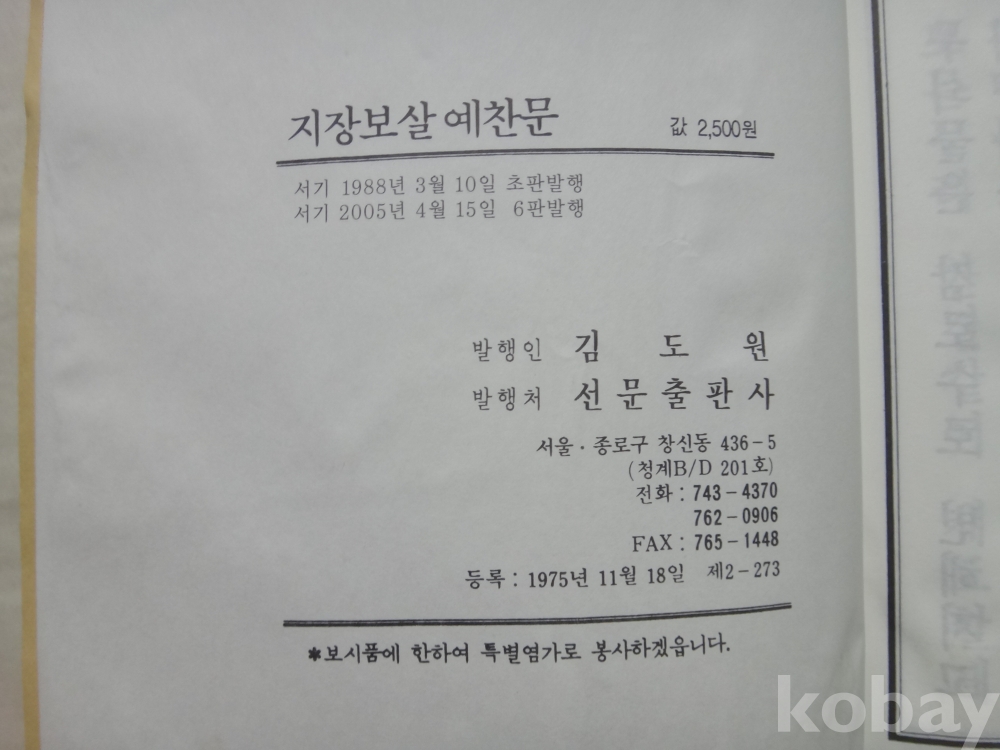 지장보살 예찬문 값 2,500원
서기 1988년 3월 10일 초판발행
서기 2005년 4월 15일 6판발행
발행인 김 도 원
발행처 선문출판사
서울·종로구 창신동 436-5
(청계B/D 201호)
전화 : 743-4370
762-0906
FAX : 765-1448
등록 : 1975년 11월 18일 제2-273
*보시품에 한하여 특별염가로 봉사하겠읍니다.
kobay